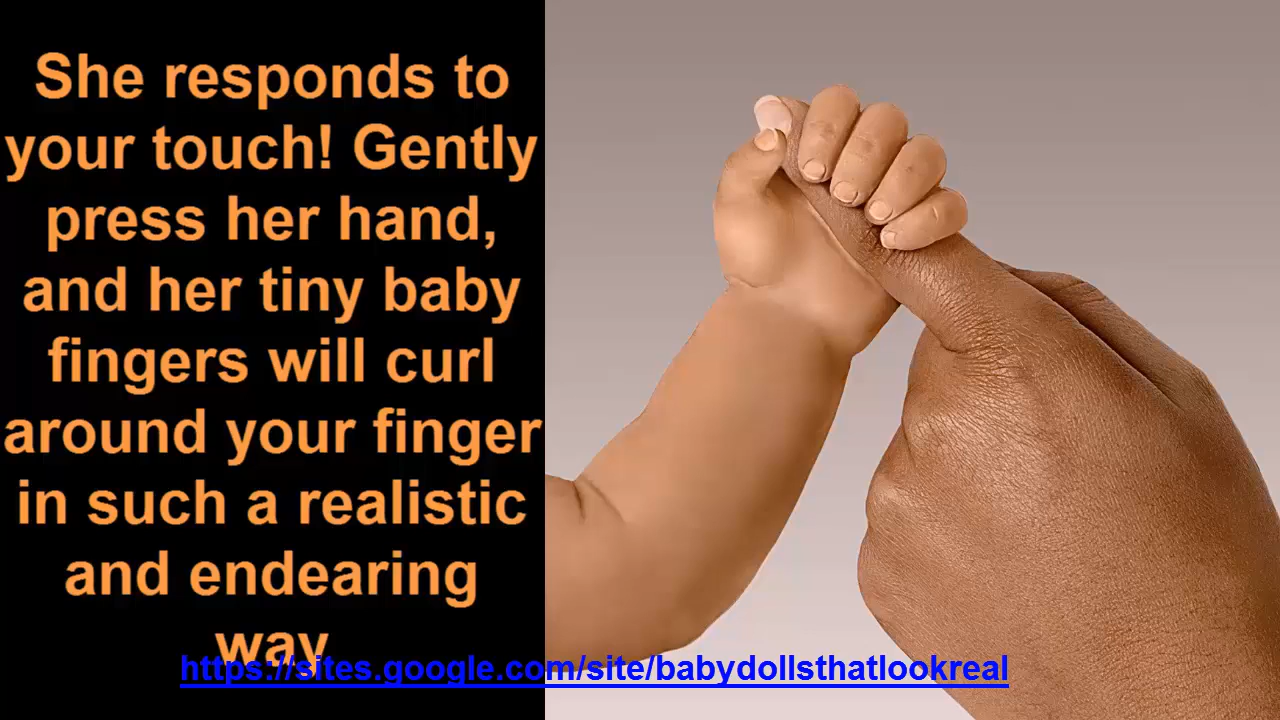 She responds to
your touch! Gently
press her hand,
and her tiny baby
fingers will curl
around your finger
in such a realistic
and endearing
way
https://sites.google.com/site/babydollsthatlookreal